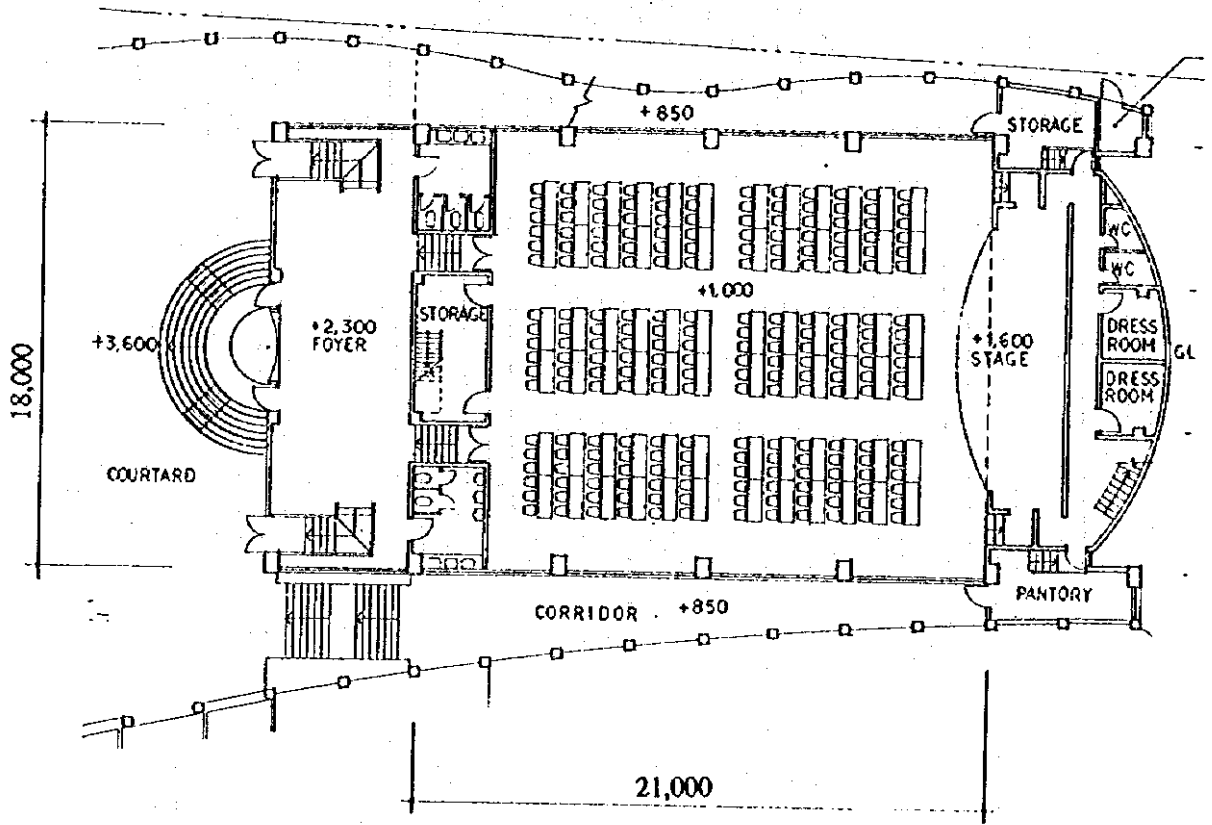 +850
STORAGE
WC
+1,000
WC
STORAGE
+2,300
FOYER
+3,600
DRESS
ROOM
+1,600
STAGE
GL
DRESS
ROOM
18,000
COURTARD
PANTORY
CORRIDOR . +850
21,000